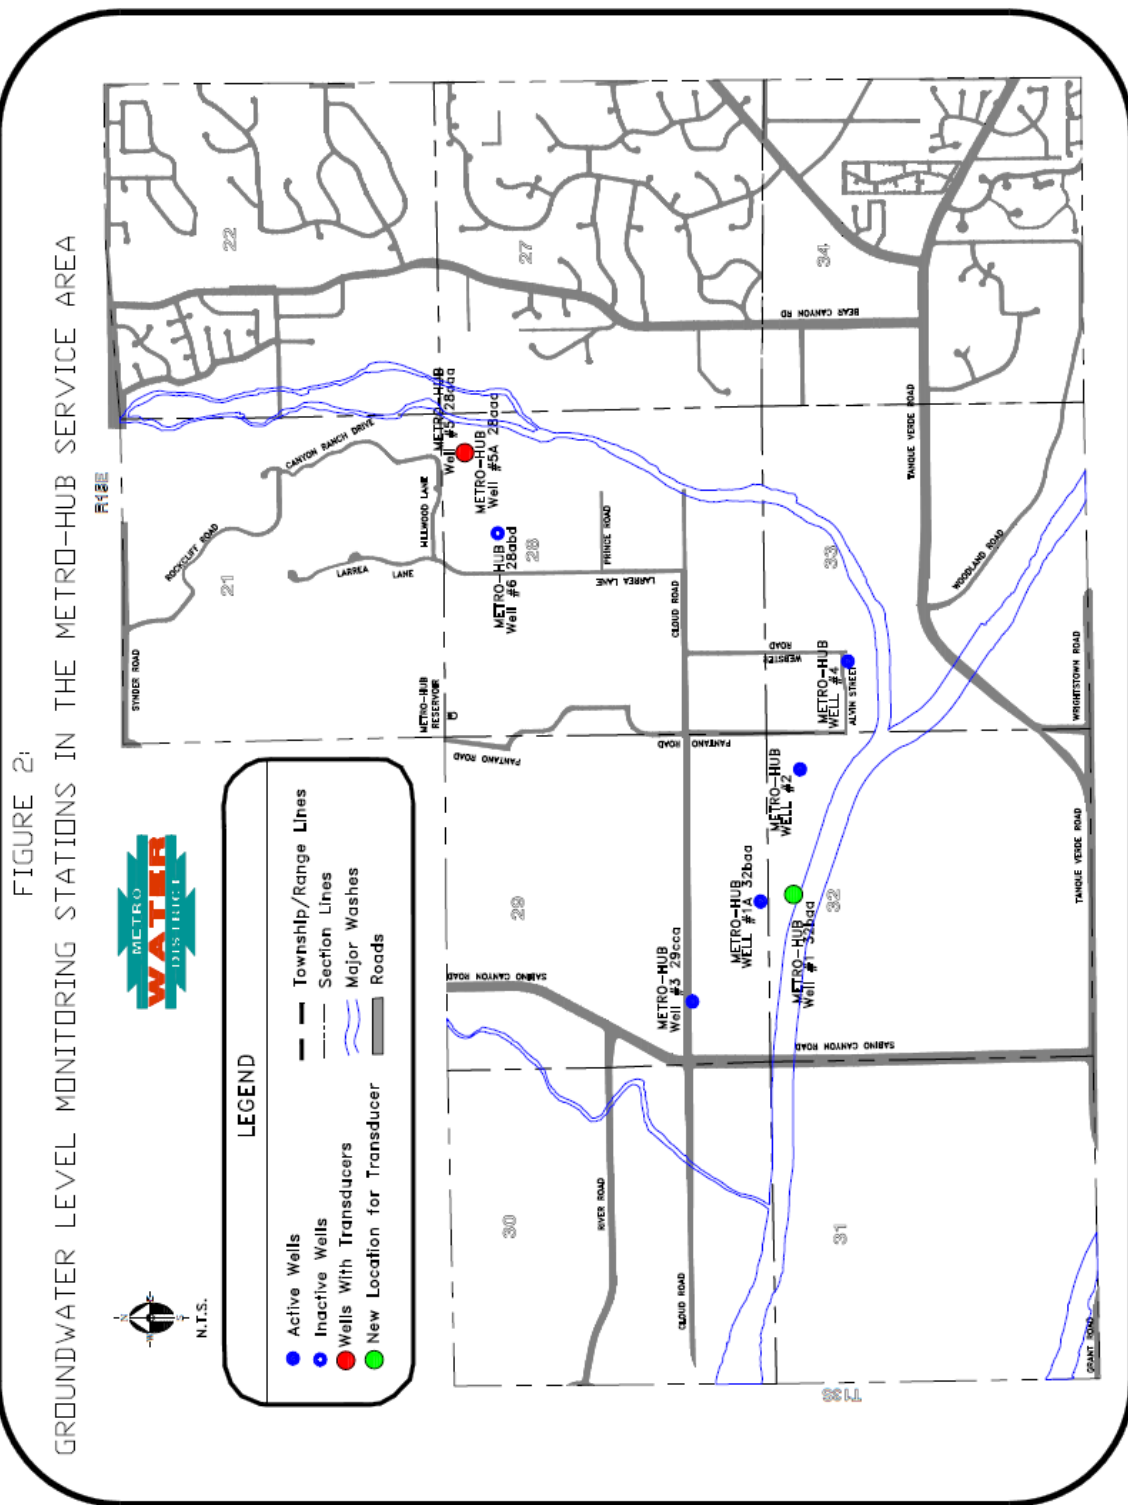 FIGURE 2:
GROUNDWATER LEVEL MONITORING STATIONS IN THE METRO-HUB SERVICE AREA
METRO
WATER
DISTRICT
N
W
E
S
N.T.S.
LEGEND
Active Wells
Inactive Wells
Wells With Transducers
New Location for Transducer
Township/Range Lines
Section Lines
Major Washes
Roads
R15E
T13S
SYNDER ROAD
ROCKCLIFF ROAD
CANYON RANCH DRIVE
21
22
LARREA LANE
HILLWOOD LANE
METRO-HUB
RESERVOIR
METRO-HUB
Well #5 28aaa
METRO-HUB
Well #5A 28aaa
METRO-HUB
Well #6 28abd
27
28
29
30
PANTANO ROAD
SABINO CANYON ROAD
PRINCE ROAD
LARREA LANE
RIVER ROAD
CLOUD ROAD
CLOUD ROAD
PANTANO ROAD
WEBSTER
ROAD
BEAR CANYON RD
METRO-HUB
Well #3 29cca
METRO-HUB
WELL #1A 32baa
METRO-HUB
WELL #2
METRO-HUB
Well #1 32baa
METRO-HUB
WELL #4
ALVIN STREET
SABINO CANYON ROAD
31
32
33
34
TANQUE VERDE ROAD
WOODLAND ROAD
WRIGHTSTOWN ROAD
TANQUE VERDE ROAD
GRANT ROAD